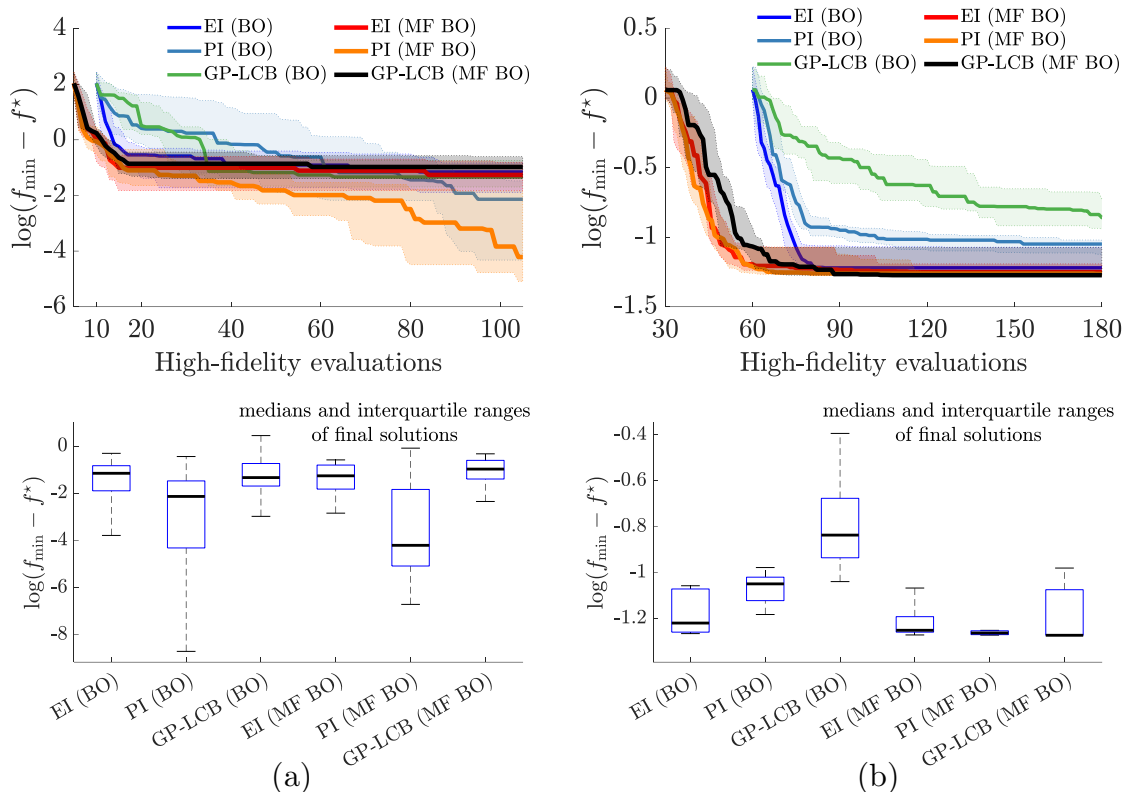 EI (BO)
PI (BO)
GP-LCB (BO)
EI (MF BO)
PI (MF BO)
GP-LCB (MF BO)
4
2
0
-2
-4
-6
log(f_min − f⋆)
10 20 40 60 80 100
High-fidelity evaluations
EI (BO)
PI (BO)
GP-LCB (BO)
EI (MF BO)
PI (MF BO)
GP-LCB (MF BO)
0.5
0
-0.5
-1
-1.5
log(f_min − f⋆)
30 60 90 120 150 180
High-fidelity evaluations
medians and interquartile ranges
of final solutions
0
-2
-4
-6
-8
log(f_min − f⋆)
EI (BO)
PI (BO)
GP-LCB (BO)
EI (MF BO)
PI (MF BO)
GP-LCB (MF BO)
(a)
medians and interquartile ranges
of final solutions
-0.4
-0.6
-0.8
-1
-1.2
log(f_min − f⋆)
EI (BO)
PI (BO)
GP-LCB (BO)
EI (MF BO)
PI (MF BO)
GP-LCB (MF BO)
(b)